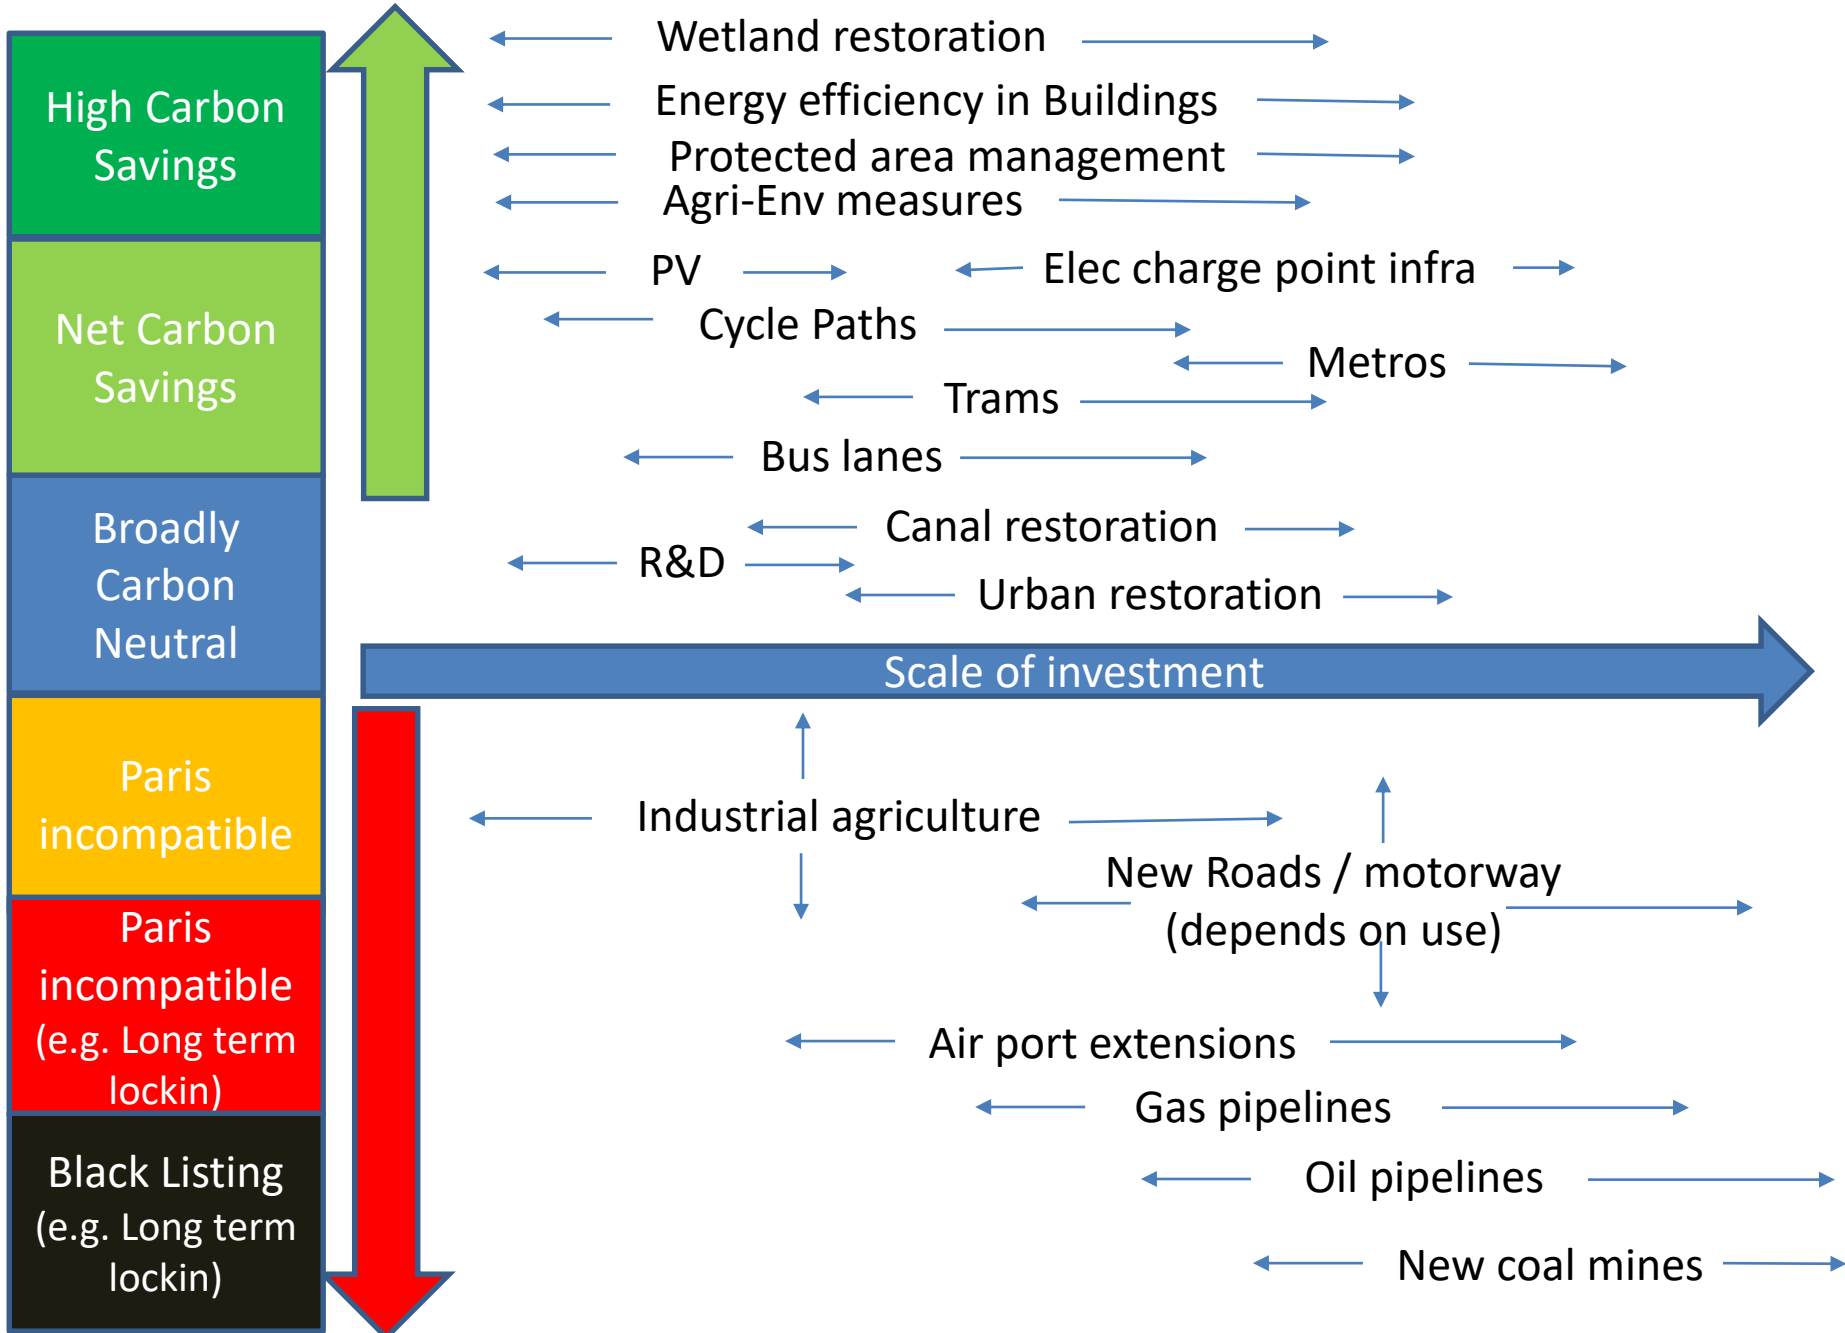 High Carbon
Savings
Net Carbon
Savings
Broadly
Carbon
Neutral
Paris
incompatible
Paris
incompatible
(e.g. Long term
lockin)
Black Listing
(e.g. Long term
lockin)
Wetland restoration
Energy efficiency in Buildings
Protected area management
Agri-Env measures
PV
Elec charge point infra
Cycle Paths
Metros
Trams
Bus lanes
Canal restoration
R&D
Urban restoration
Scale of investment
Industrial agriculture
New Roads / motorway
(depends on use)
Air port extensions
Gas pipelines
Oil pipelines
New coal mines